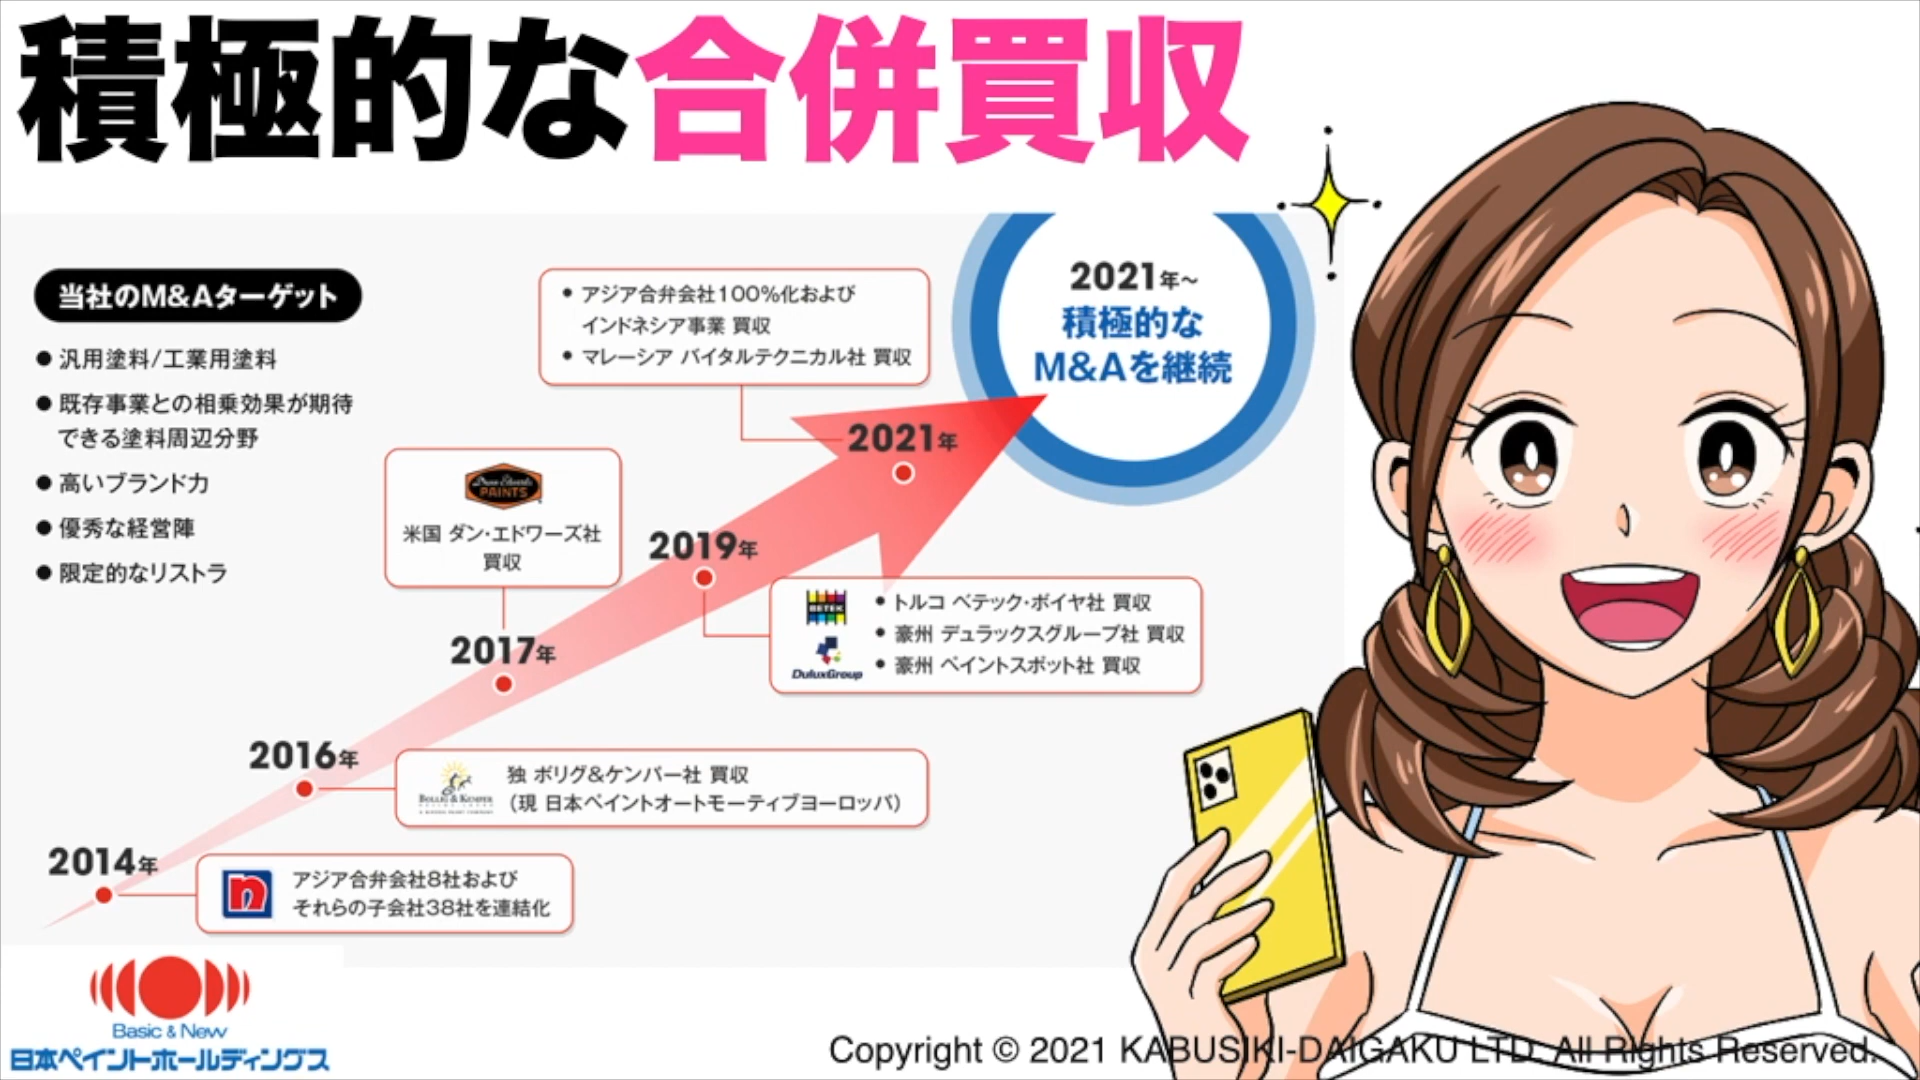 積極的な合併買収
当社のM&Aターゲット
● 汎用塗料/工業用塗料
● 既存事業との相乗効果が期待
できる塗料周辺分野
● 高いブランド力
● 優秀な経営陣
● 限定的なリストラ
• アジア合弁会社100%化および
インドネシア事業 買収
• マレーシア バイタルテクニカル社 買収
2021年~
積極的な
M&Aを継続
2021年
Dunn-Edwards
PAINTS
米国 ダン・エドワーズ社
買収
2019年
BETEK
DuluxGroup
• トルコ ベテック・ボイヤ社 買収
• 豪州 デュラックスグループ社 買収
• 豪州 ペイントスポット社 買収
2017年
2016年
BOLLIG & KEMPER
独 ボリグ&ケンパー社 買収
(現 日本ペイントオートモーティブヨーロッパ)
2014年
n
アジア合弁会社8社および
それらの子会社38社を連結化
Basic & New
日本ペイントホールディングス
Copyright © 2021 KABUSIKI-DAIGAKU LTD. All Rights Reserved.